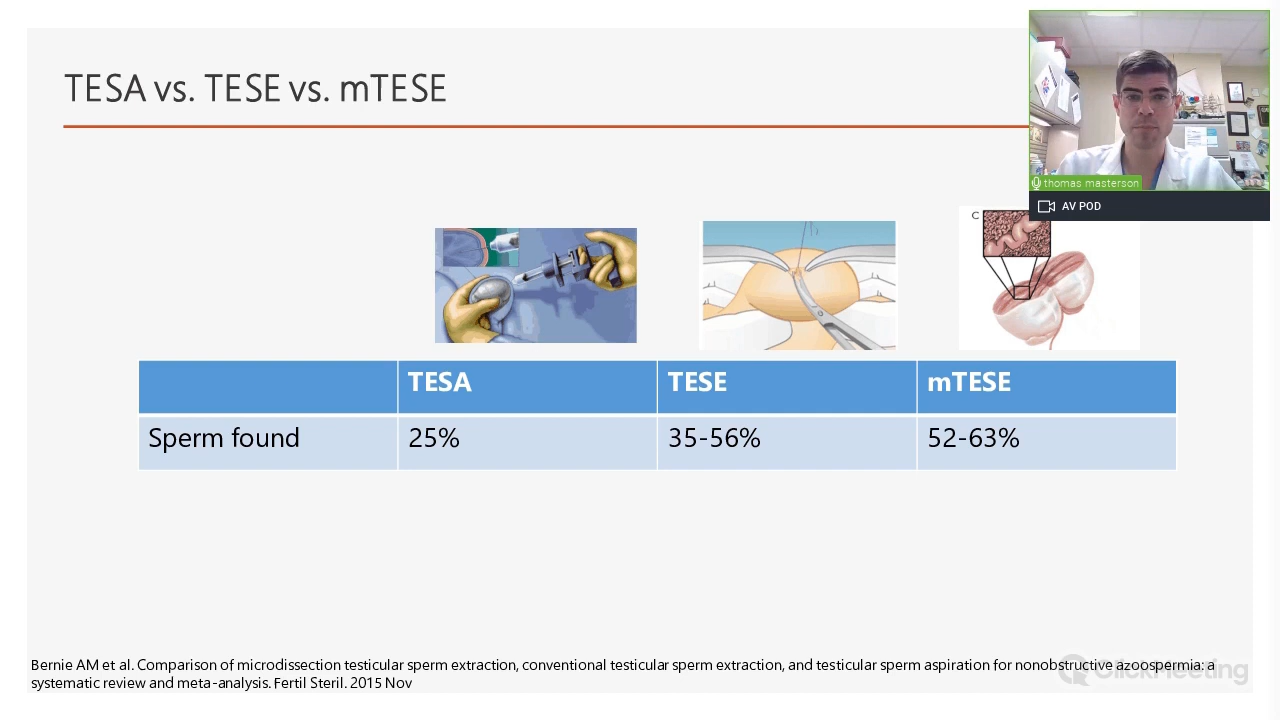 TESA vs. TESE vs. mTESE
thomas masterson
AV POD
C
TESA TESE mTESE
Sperm found 25% 35-56% 52-63%
Bernie AM et al. Comparison of microdissection testicular sperm extraction, conventional testicular sperm extraction, and testicular sperm aspiration for nonobstructive azoospermia: a
systematic review and meta-analysis. Fertil Steril. 2015 Nov
ClickMeeting